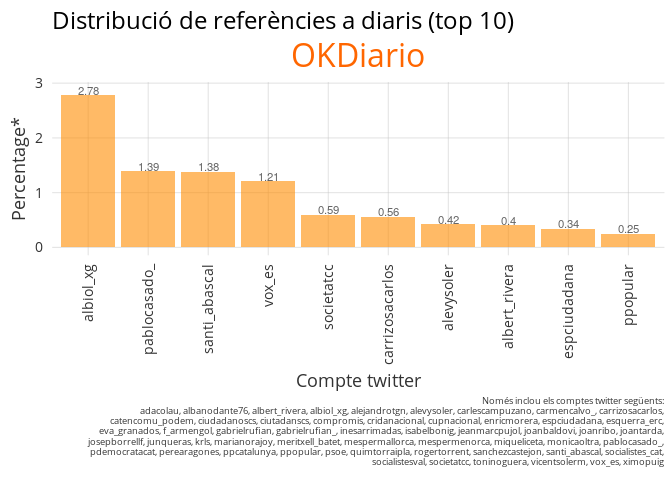 Distribució de referències a diaris (top 10)
OKDiario
Percentage*
3
2
1
0
2.78
1.39
1.38
1.21
0.59
0.56
0.42
0.4
0.34
0.25
albiol_xg
pablocasado_
santi_abascal
vox_es
societatcc
carrizosacarlos
alevysoler
albert_rivera
espciudadana
ppopular
Compte twitter
Només inclou els comptes twitter següents:
adacolau, albanodante76, albert_rivera, albiol_xg, alejandrotgn, alevysoler, carlescampuzano, carmencalvo_, carrizosacarlos,
catencomu_podem, ciudadanoscs, ciutadanscs, compromis, cridanacional, cupnacional, enricmorera, espciudadana, esquerra_erc,
eva_granados, f_armengol, gabrielrufian, gabrielrufian_, inesarrimadas, isabelbonig, jeanmarcpujol, joanbaldovi, joanribo, joantarda,
josepborrellf, junqueras, krls, marianorajoy, meritxell_batet, mespermallorca, mespermenorca, miqueliceta, monicaoltra, pablocasado_,
pdemocratacat, perearagones, ppcatalunya, ppopular, psoe, quimtorraipla, rogertorrent, sanchezcastejon, santi_abascal, socialistes_cat,
socialistesval, societatcc, toninoguera, vicentsolerm, vox_es, ximopuig